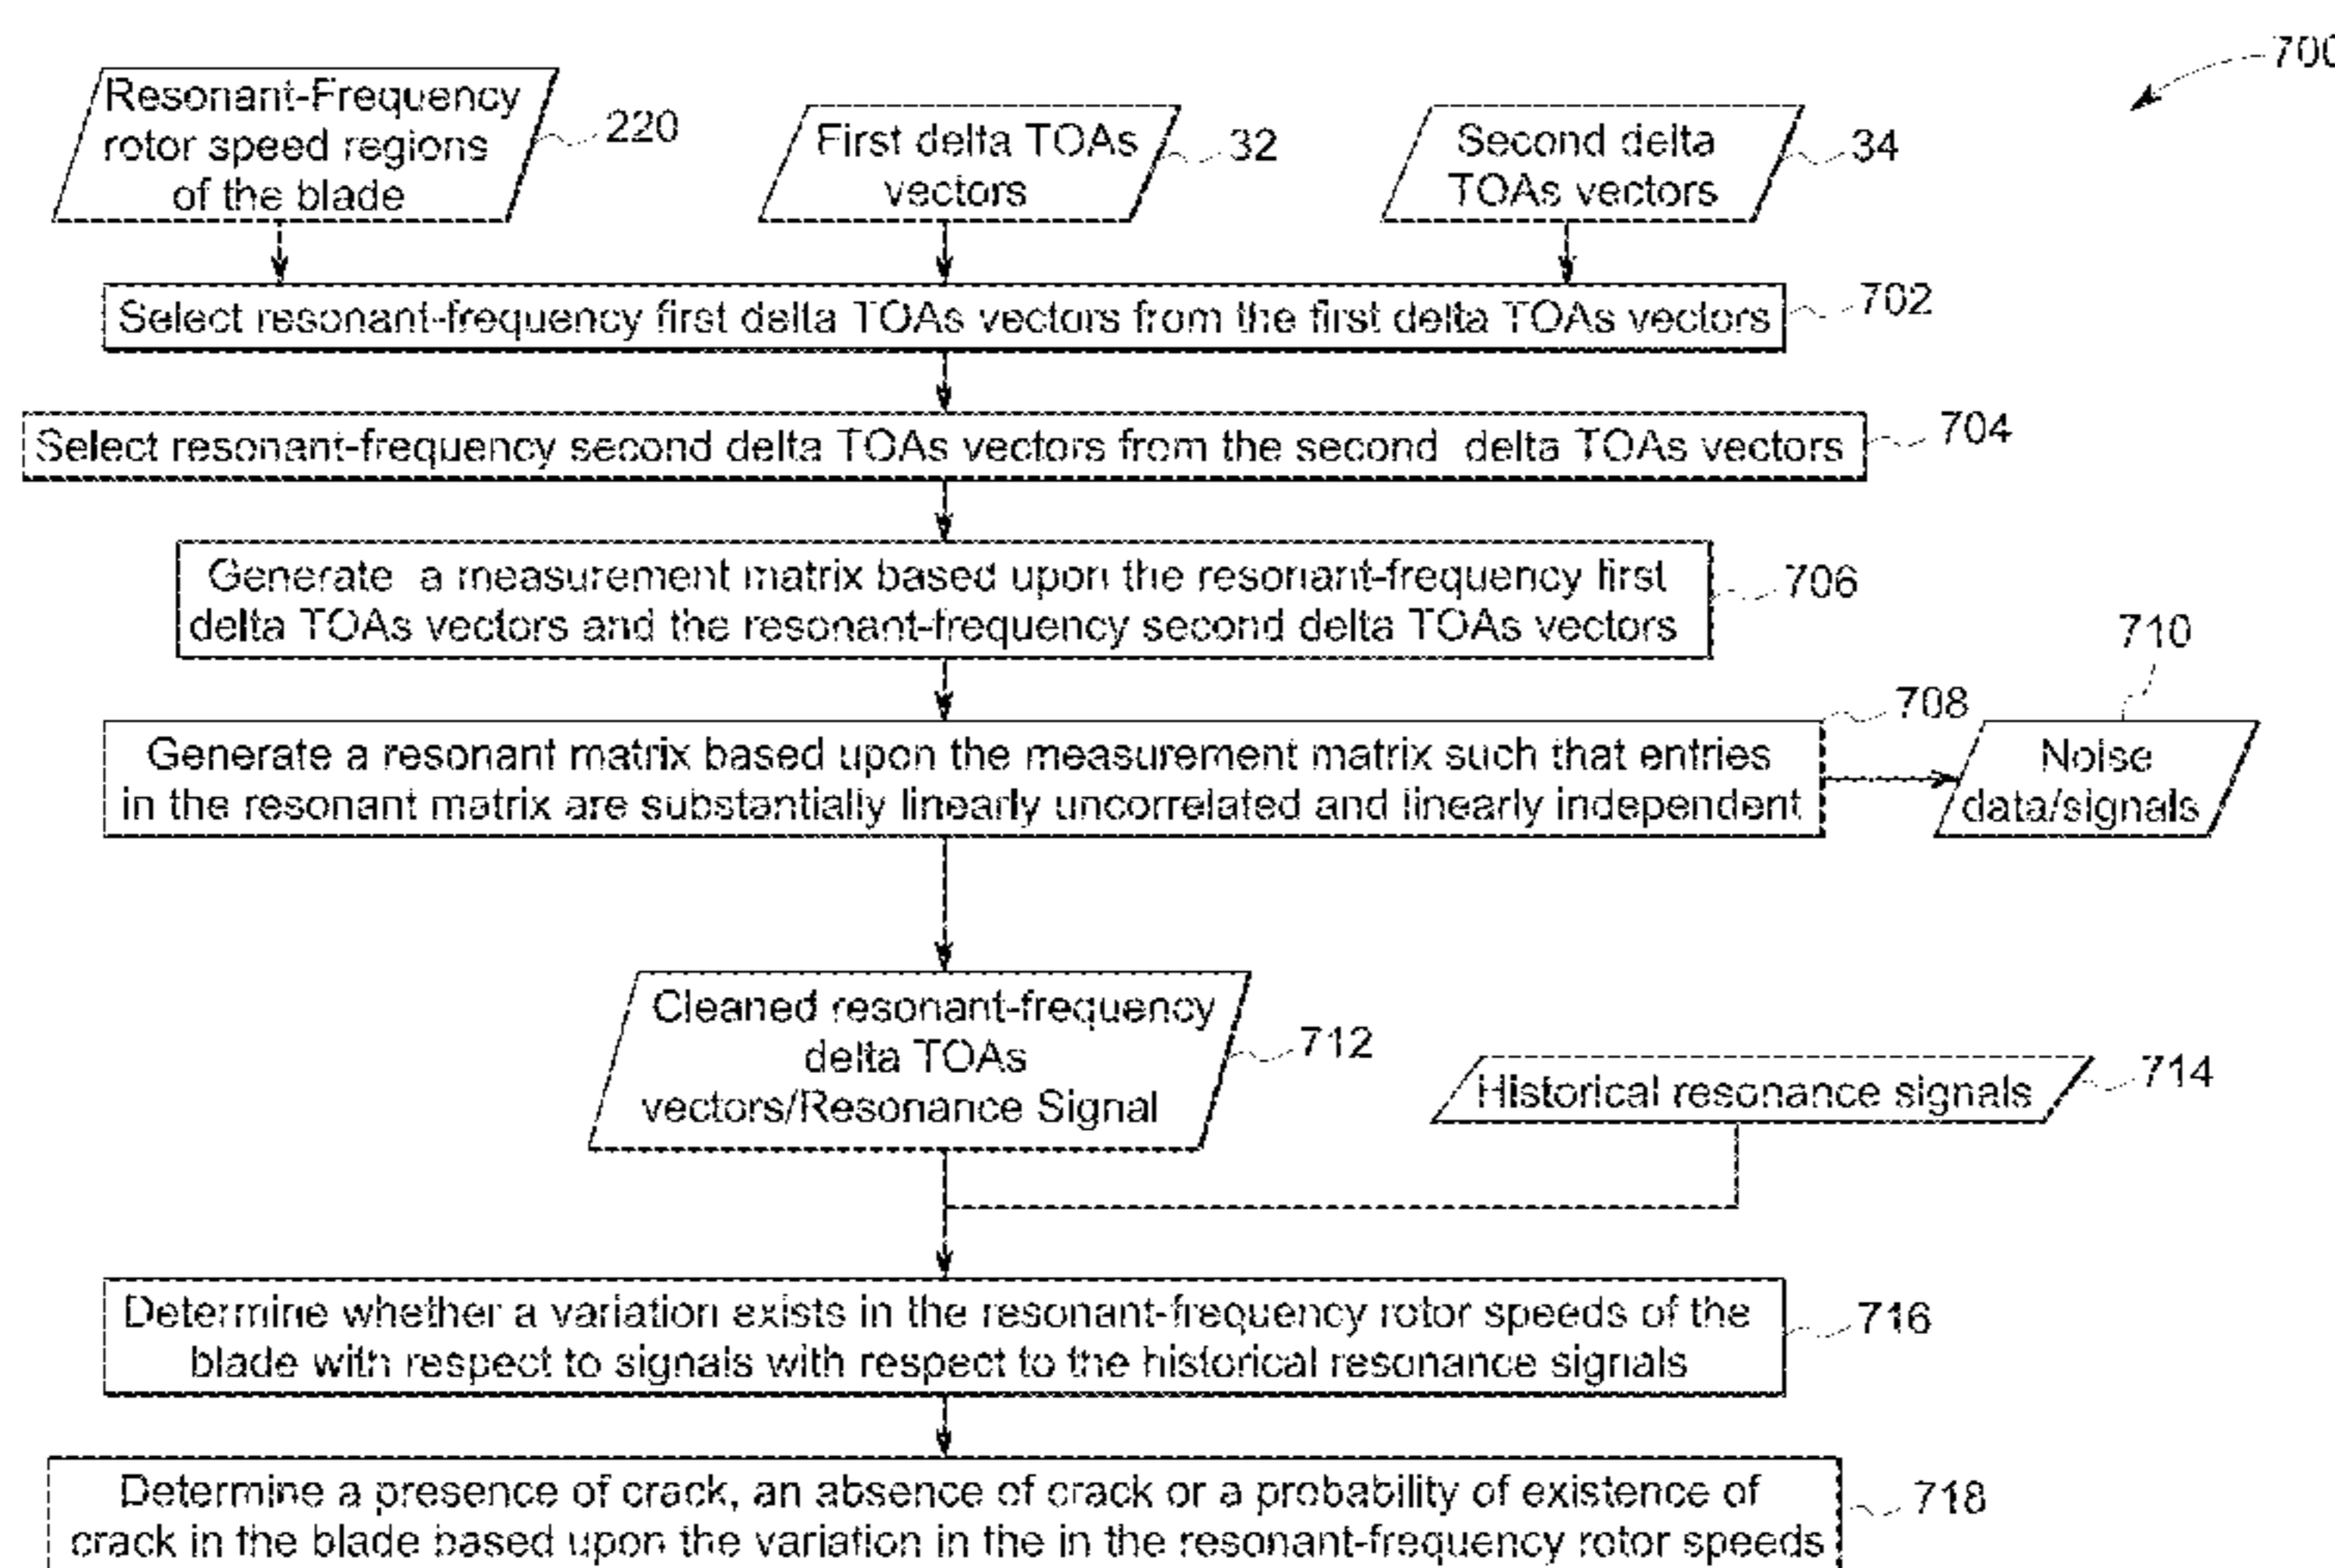 700
Resonant-Frequency
rotor speed regions
of the blade
220
First delta TOAs
vectors
32
Second delta
TOAs vectors
34
Select resonant-frequency first delta TOAs vectors from the first delta TOAs vectors
702
Select resonant-frequency second delta TOAs vectors from the second delta TOAs vectors
704
Generate a measurement matrix based upon the resonant-frequency first
delta TOAs vectors and the resonant-frequency second delta TOAs vectors
706
Generate a resonant matrix based upon the measurement matrix such that entries
in the resonant matrix are substantially linearly uncorrelated and linearly independent
708
710
Noise
data/signals
Cleaned resonant-frequency
delta TOAs
vectors/Resonance Signal
712
Historical resonance signals
714
Determine whether a variation exists in the resonant-frequency rotor speeds of the
blade with respect to signals with respect to the historical resonance signals
716
Determine a presence of crack, an absence of crack or a probability of existence of
crack in the blade based upon the variation in the in the resonant-frequency rotor speeds
718